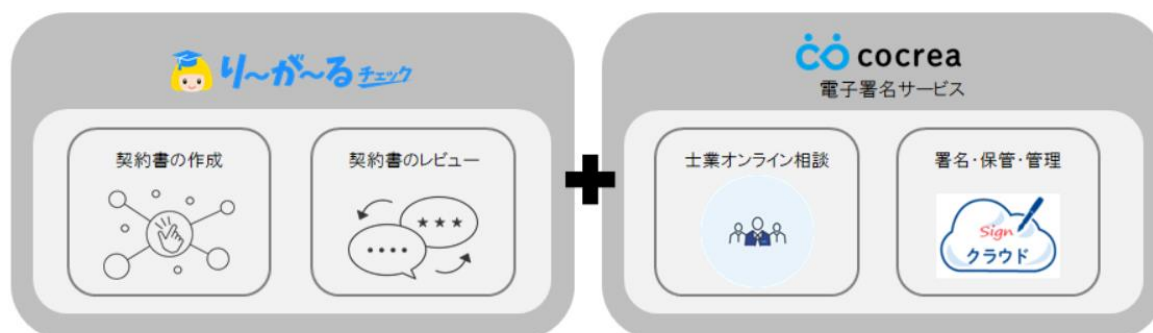 り～が～るチェック
契約書の作成
契約書のレビュー
cocrea
電子署名サービス
士業オンライン相談
署名・保管・管理
Sign
クラウド